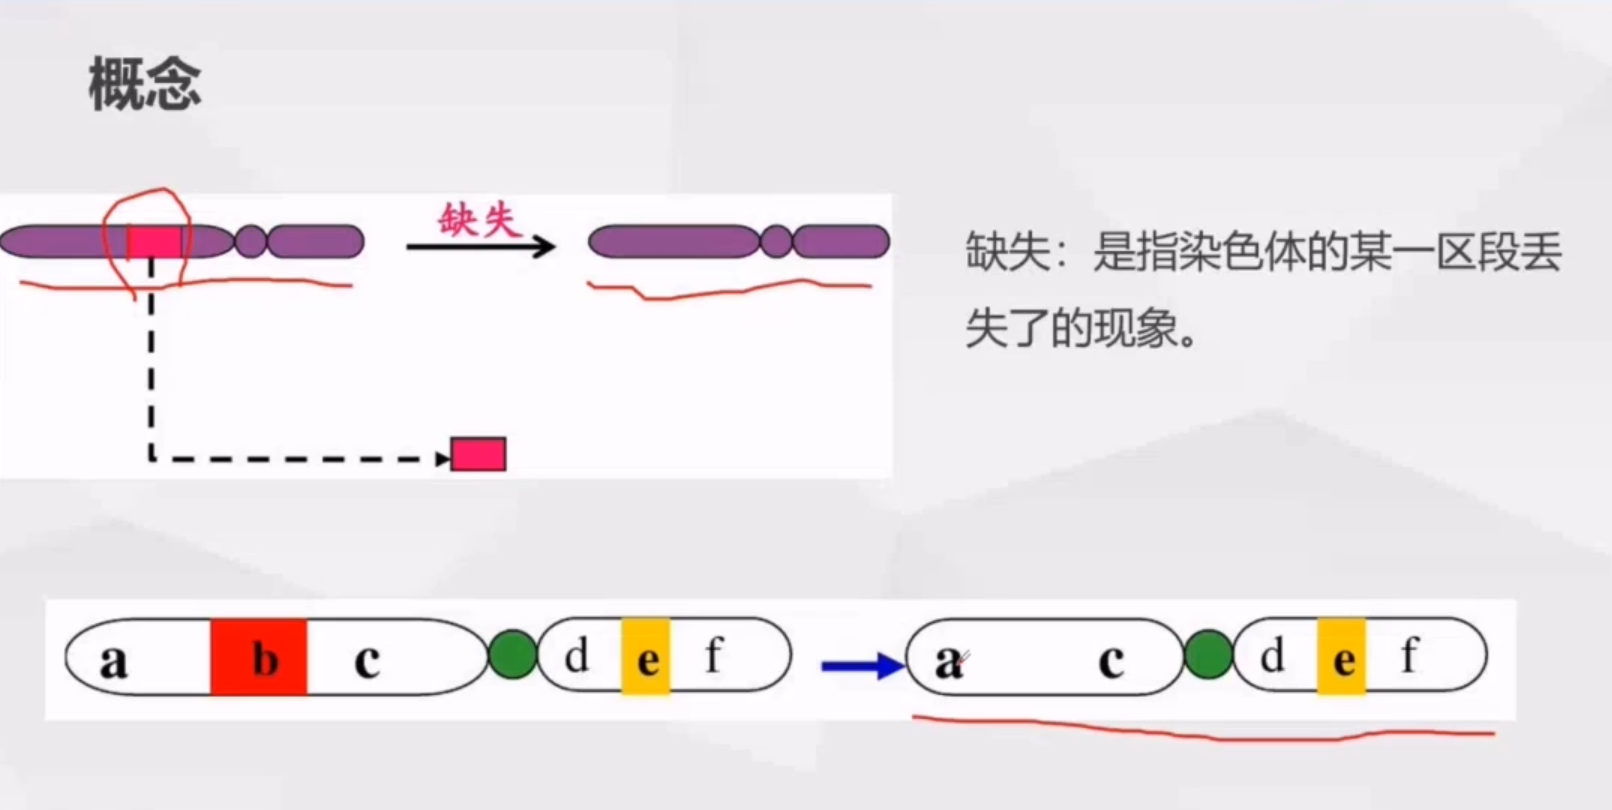 概念
缺失
缺失：是指染色体的某一区段丢
失了的现象。
a b c d e f a c d e f